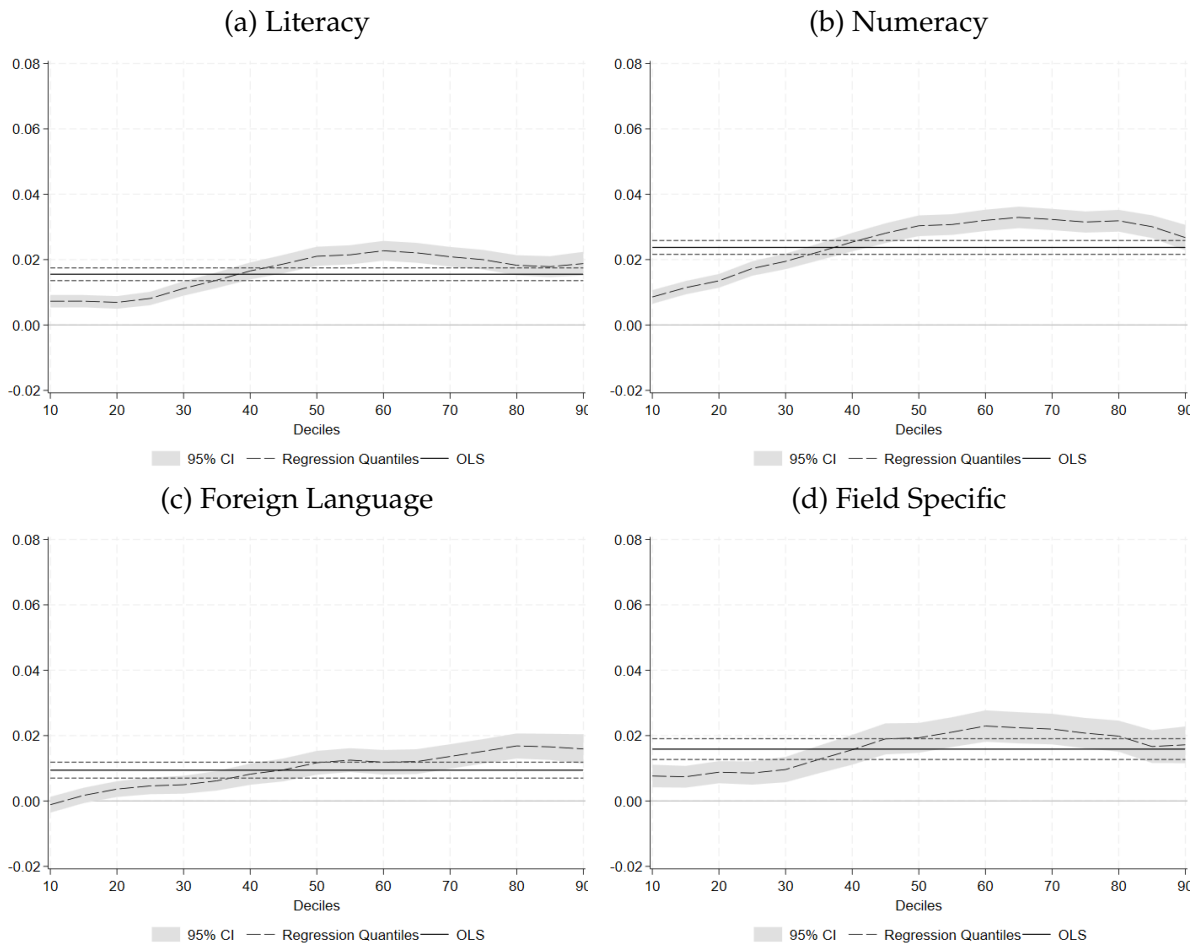 (a) Literacy
0.08
0.06
0.04
0.02
0.00
-0.02
10 20 30 40 50 60 70 80 90
Deciles
95% CI Regression Quantiles OLS
(b) Numeracy
0.08
0.06
0.04
0.02
0.00
-0.02
10 20 30 40 50 60 70 80 90
Deciles
95% CI Regression Quantiles OLS
(c) Foreign Language
0.08
0.06
0.04
0.02
0.00
-0.02
10 20 30 40 50 60 70 80 90
Deciles
95% CI Regression Quantiles OLS
(d) Field Specific
0.08
0.06
0.04
0.02
0.00
-0.02
10 20 30 40 50 60 70 80 90
Deciles
95% CI Regression Quantiles OLS